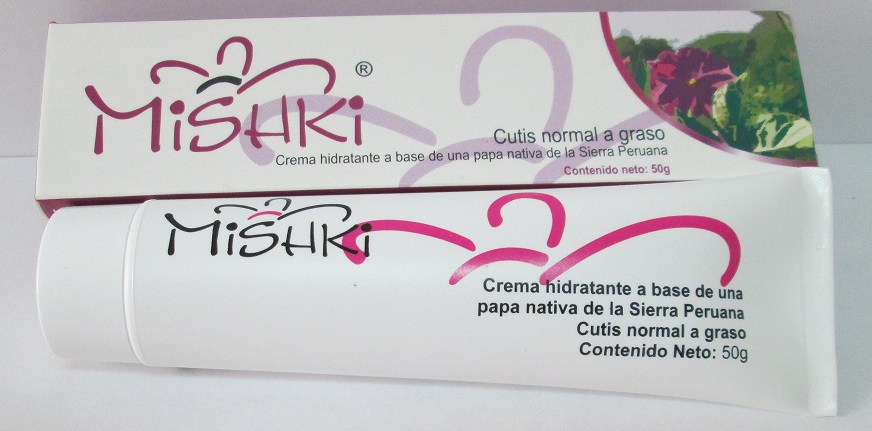 MiSHKi ®
Cutis normal a graso
Crema hidratante a base de una papa nativa de la Sierra Peruana
Contenido neto: 50g
MiSHKi
Crema hidratante a base de una
papa nativa de la Sierra Peruana
Cutis normal a graso
Contenido Neto: 50g